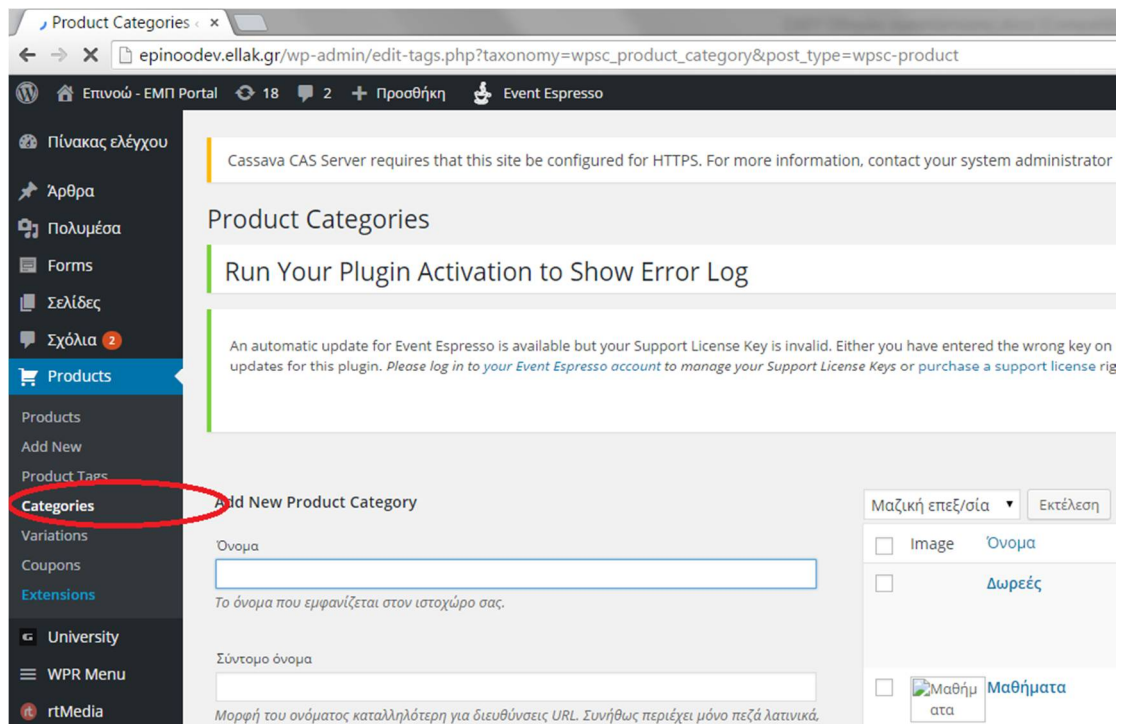 Product Categories ‹
epinoodev.ellak.gr/wp-admin/edit-tags.php?taxonomy=wpsc_product_category&post_type=wpsc-product
Επινοώ - ΕΜΠ Portal 18 2 Προσθήκη Event Espresso
Πίνακας ελέγχου
Άρθρα
Πολυμέσα
Forms
Σελίδες
Σχόλια 2
Products
Products
Add New
Product Tags
Categories
Variations
Coupons
Extensions
University
WPR Menu
rtMedia
Cassava CAS Server requires that this site be configured for HTTPS. For more information, contact your system administrator
Product Categories
Run Your Plugin Activation to Show Error Log
An automatic update for Event Espresso is available but your Support License Key is invalid. Either you have entered the wrong key on
updates for this plugin. Please log in to your Event Espresso account to manage your Support License Keys or purchase a support license rig
Add New Product Category
Όνομα
Το όνομα που εμφανίζεται στον ιστοχώρο σας.
Σύντομο όνομα
Μορφή του ονόματος καταλληλότερη για διευθύνσεις URL. Συνήθως περιέχει μόνο πεζά λατινικά,
Μαζική επεξ/σία Εκτέλεση
Image Όνομα
Δωρεές
Μαθήμ
ατα
Μαθήματα